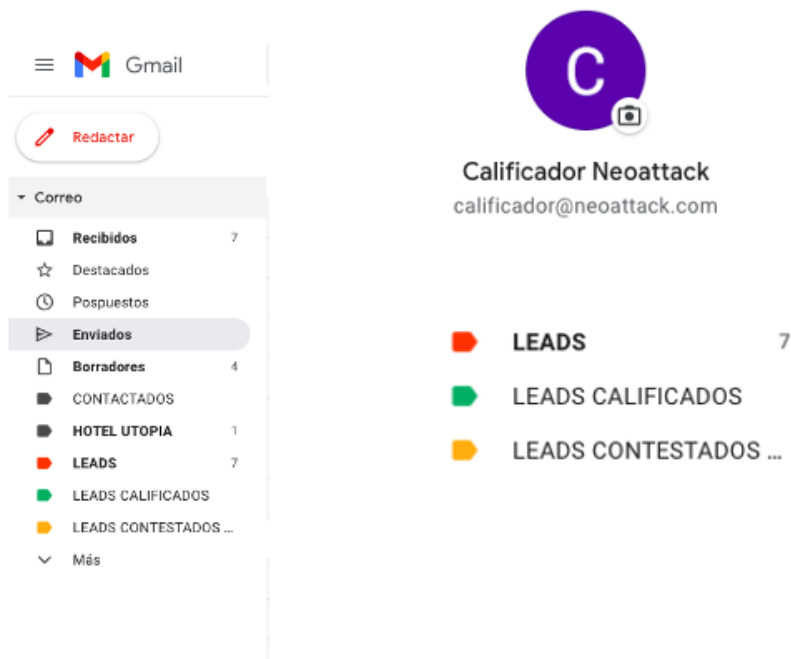 Gmail
Redactar
Correo
Recibidos 7
Destacados
Pospuestos
Enviados
Borradores 4
CONTACTADOS
HOTEL UTOPIA 1
LEADS 7
LEADS CALIFICADOS
LEADS CONTESTADOS ...
Más
C
Calificador Neoattack
calificador@neoattack.com
LEADS 7
LEADS CALIFICADOS
LEADS CONTESTADOS ...